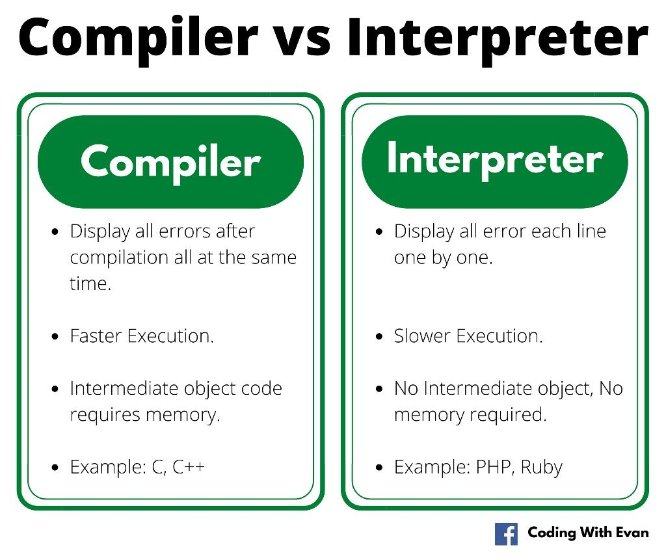 Compiler vs Interpreter
Compiler
• Display all errors after
compilation all at the same
time.
• Faster Execution.
• Intermediate object code
requires memory.
• Example: C, C++
Interpreter
• Display all error each line
one by one.
• Slower Execution.
• No Intermediate object, No
memory required.
• Example: PHP, Ruby
f Coding With Evan